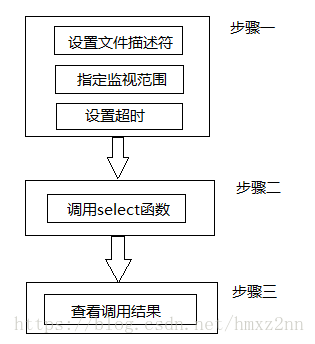 步骤一
设置文件描述符
指定监视范围
设置超时
步骤二
调用select函数
步骤三
查看调用结果
https://blog.csdn.net/hmxz2nn